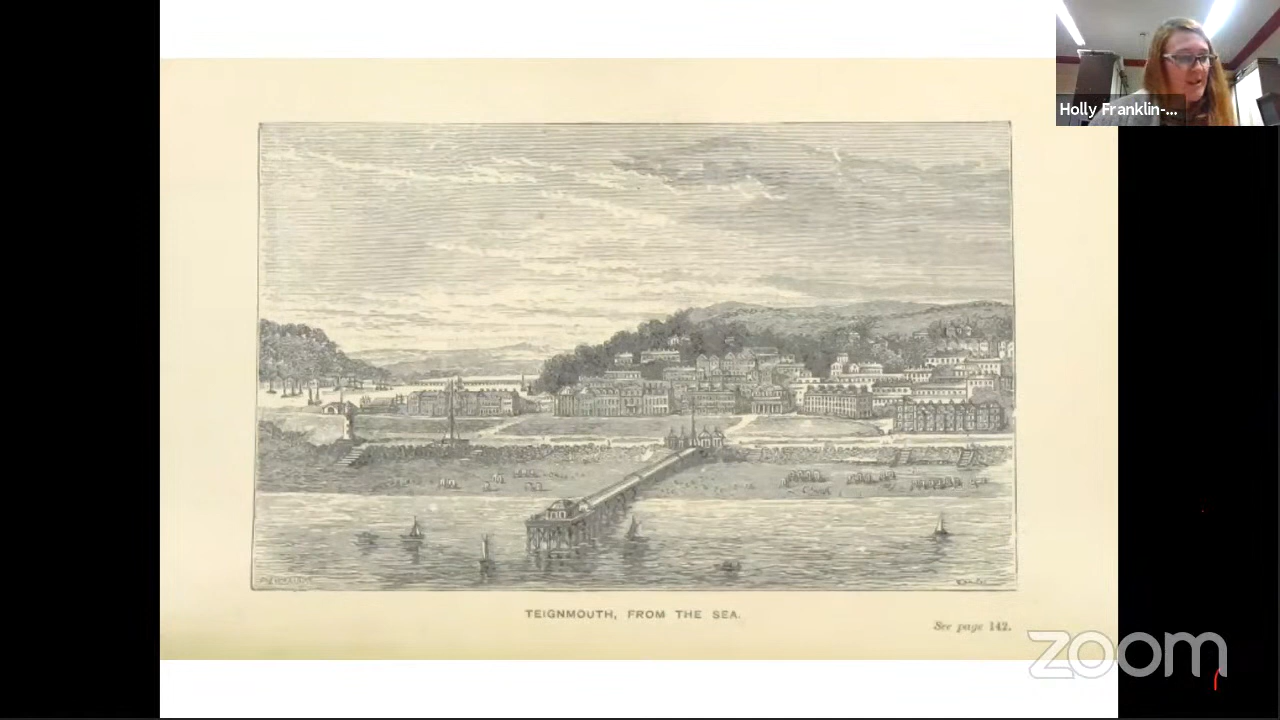 Holly Franklin-...
TEIGNMOUTH, FROM THE SEA.
See page 142.
zoom